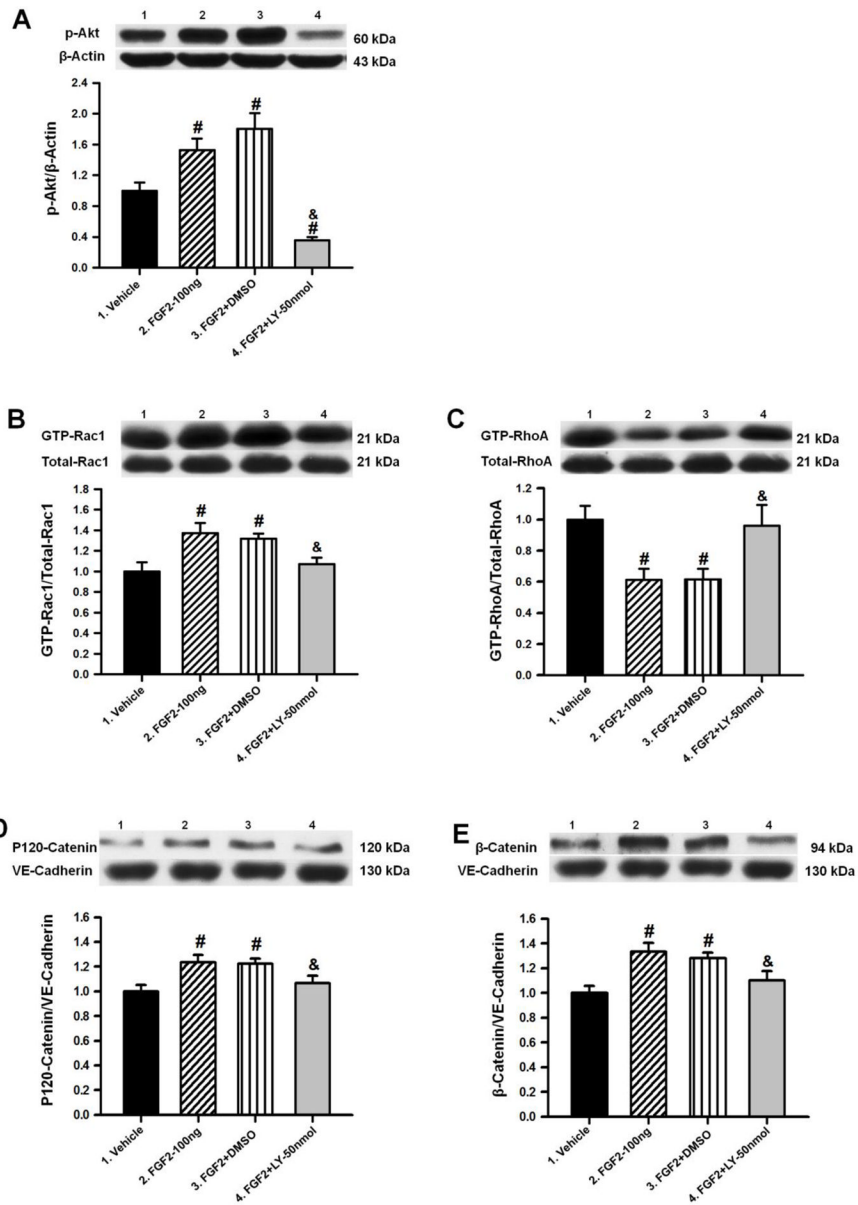 A
1 2 3 4
p-Akt 60 kDa
β-Actin 43 kDa
p-Akt/β-Actin
2.4
2.0
1.6
1.2
0.8
0.4
0.0
#
#
&
#
1. Vehicle
2. FGF2-100ng
3. FGF2+DMSO
4. FGF2+LY-50nmol
B
1 2 3 4
GTP-Rac1 21 kDa
Total-Rac1 21 kDa
GTP-Rac1/Total-Rac1
1.8
1.6
1.4
1.2
1.0
0.8
0.6
0.4
0.2
0.0
#
#
&
1. Vehicle
2. FGF2-100ng
3. FGF2+DMSO
4. FGF2+LY-50nmol
C
1 2 3 4
GTP-RhoA 21 kDa
Total-RhoA 21 kDa
GTP-RhoA/Total-RhoA
1.2
1.0
0.8
0.6
0.4
0.2
0.0
#
#
&
1. Vehicle
2. FGF2-100ng
3. FGF2+DMSO
4. FGF2+LY-50nmol
1 2 3 4
P120-Catenin 120 kDa
VE-Cadherin 130 kDa
P120-Catenin/VE-Cadherin
1.6
1.4
1.2
1.0
0.8
0.6
0.4
0.2
0.0
#
#
&
1. Vehicle
2. FGF2-100ng
3. FGF2+DMSO
4. FGF2+LY-50nmol
E
1 2 3 4
β-Catenin 94 kDa
VE-Cadherin 130 kDa
β-Catenin/VE-Cadherin
1.6
1.4
1.2
1.0
0.8
0.6
0.4
0.2
0.0
#
#
&
1. Vehicle
2. FGF2-100ng
3. FGF2+DMSO
4. FGF2+LY-50nmol